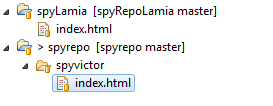 spyLamia [spyRepoLamia master]
index.html
> spyrepo [spyrepo master]
spyvictor
index.html